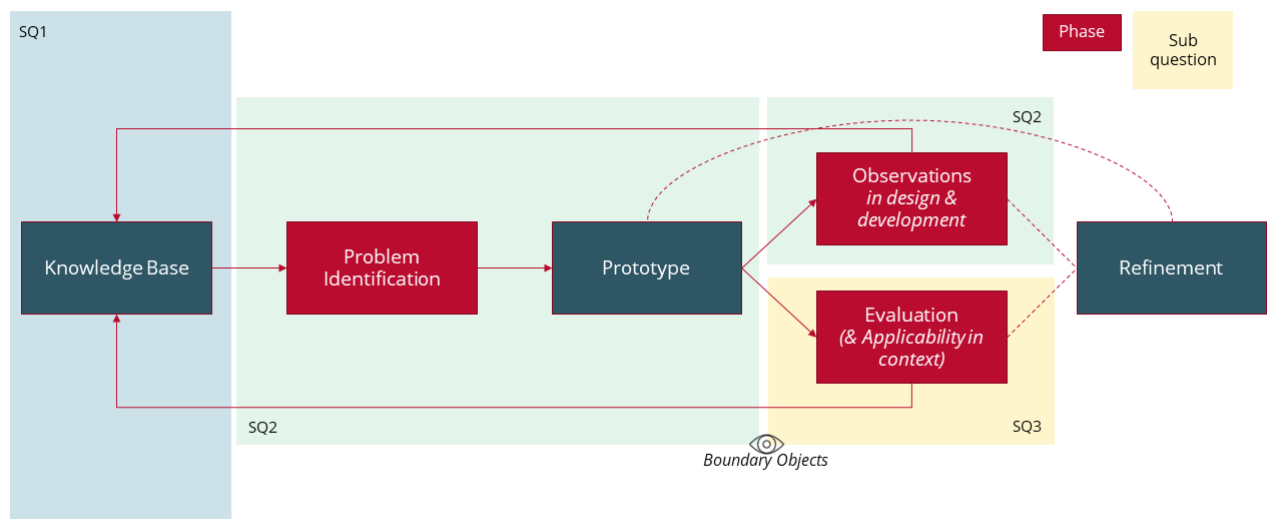 SQ1
Phase
Sub
question
SQ2
Observations
in design &
development
Knowledge Base
Problem
Identification
Prototype
Refinement
Evaluation
(& Applicability in
context)
SQ2
SQ3
Boundary Objects